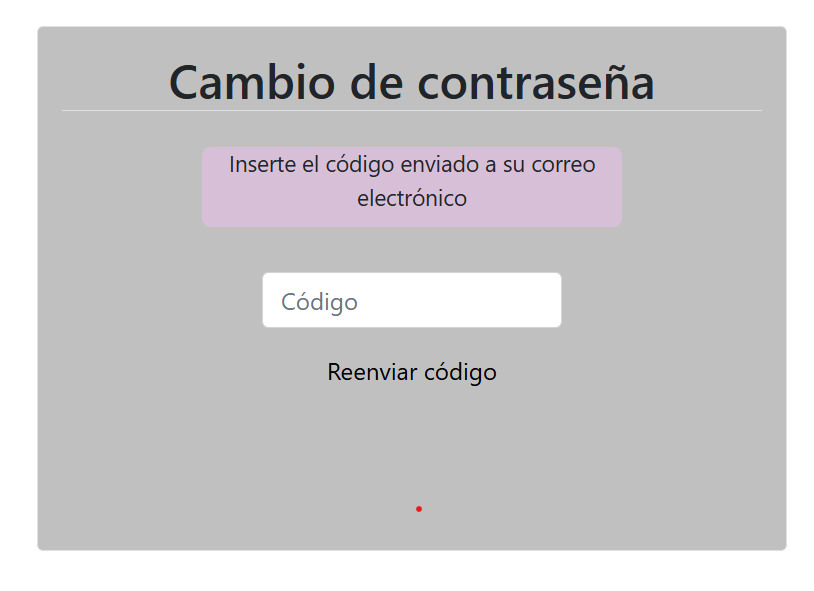 Cambio de contraseña
Inserte el código enviado a su correo
electrónico
Código
Reenviar código